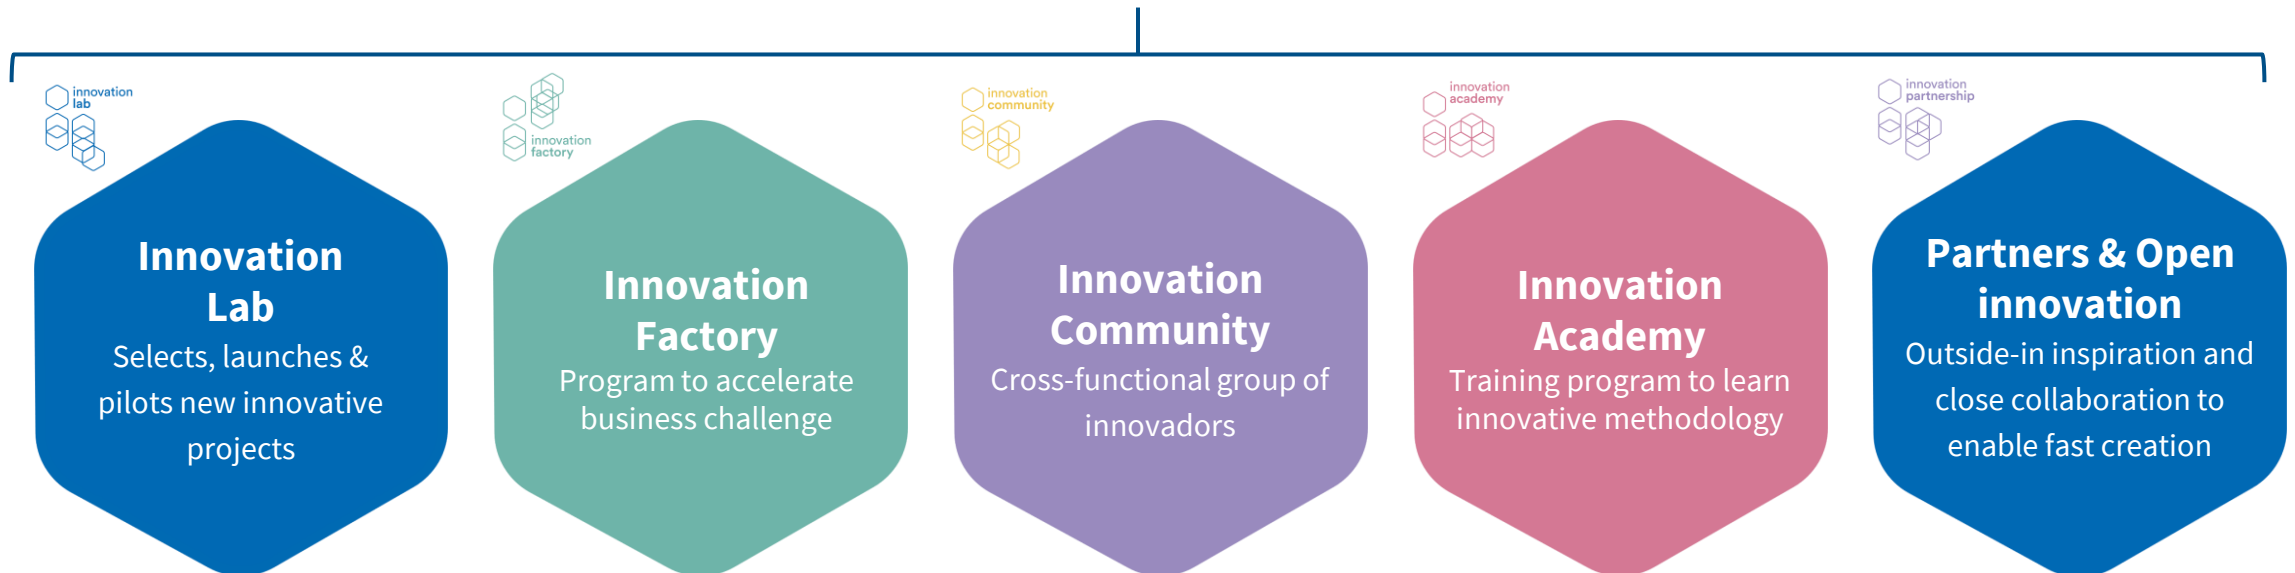 innovation
lab
Innovation
Lab
Selects, launches &
pilots new innovative
projects
innovation
factory
Innovation
Factory
Program to accelerate
business challenge
innovation
community
Innovation
Community
Cross-functional group of
innovadors
innovation
academy
Innovation
Academy
Training program to learn
innovative methodology
innovation
partnership
Partners & Open
innovation
Outside-in inspiration and
close collaboration to
enable fast creation